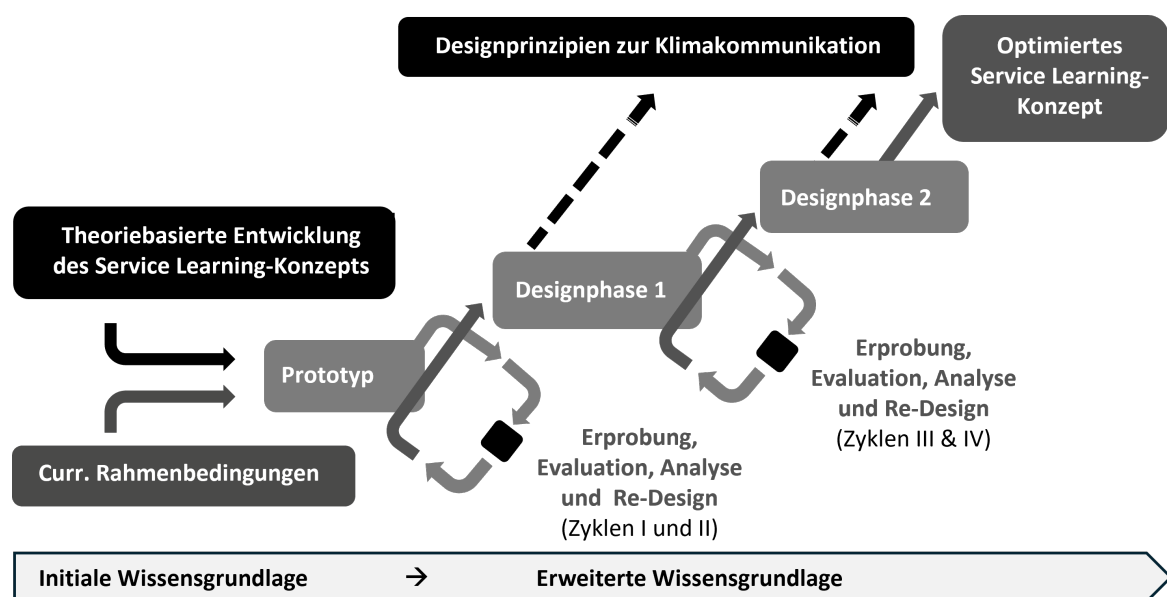 Designprinzipien zur Klimakommunikation
Optimiertes
Service Learning-
Konzept
Designphase 2
Theoriebasierte Entwicklung
des Service Learning-Konzepts
Designphase 1
Prototyp
Erprobung,
Evaluation, Analyse
und Re-Design
(Zyklen III & IV)
Curr. Rahmenbedingungen
Erprobung,
Evaluation, Analyse
und Re-Design
(Zyklen I und II)
Initiale Wissensgrundlage → Erweiterte Wissensgrundlage